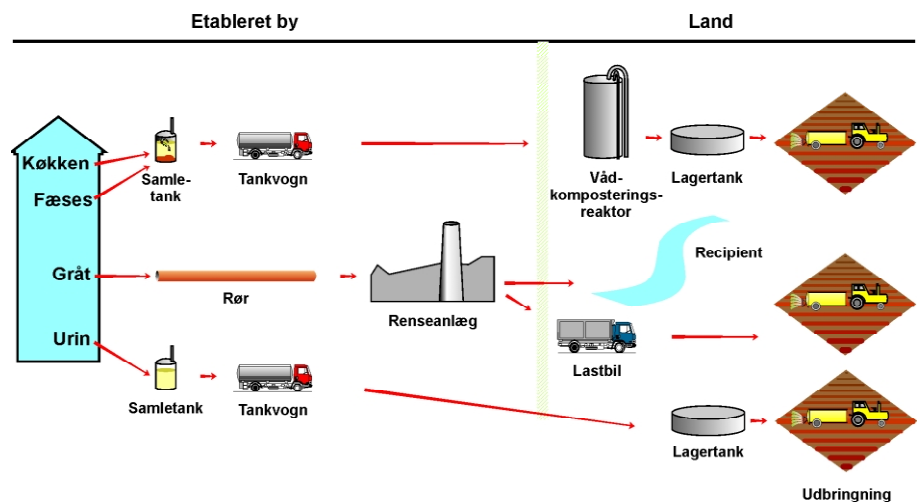 Etableret by
Land
Køkken
Fæses
Samle-
tank
Tankvogn
Våd-
komposterings-
reaktor
Lagertank
Recipient
Gråt
Rør
Renseanlæg
Lastbil
Urin
Samletank
Tankvogn
Lagertank
Udbringning